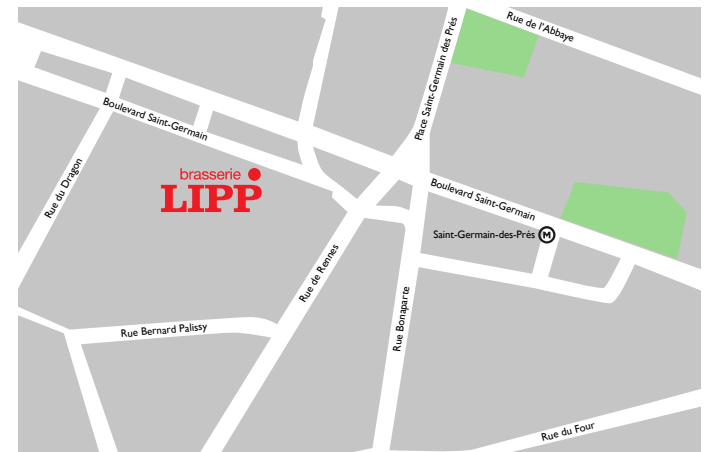 Rue de l'Abbaye
Place Saint-Germain des Prés
Boulevard Saint-Germain
brasserie
LIPP
Rue du Dragon
Boulevard Saint-Germain
Saint-Germain-des-Prés M
Rue de Rennes
Rue Bonaparte
Rue Bernard Palissy
Rue du Four